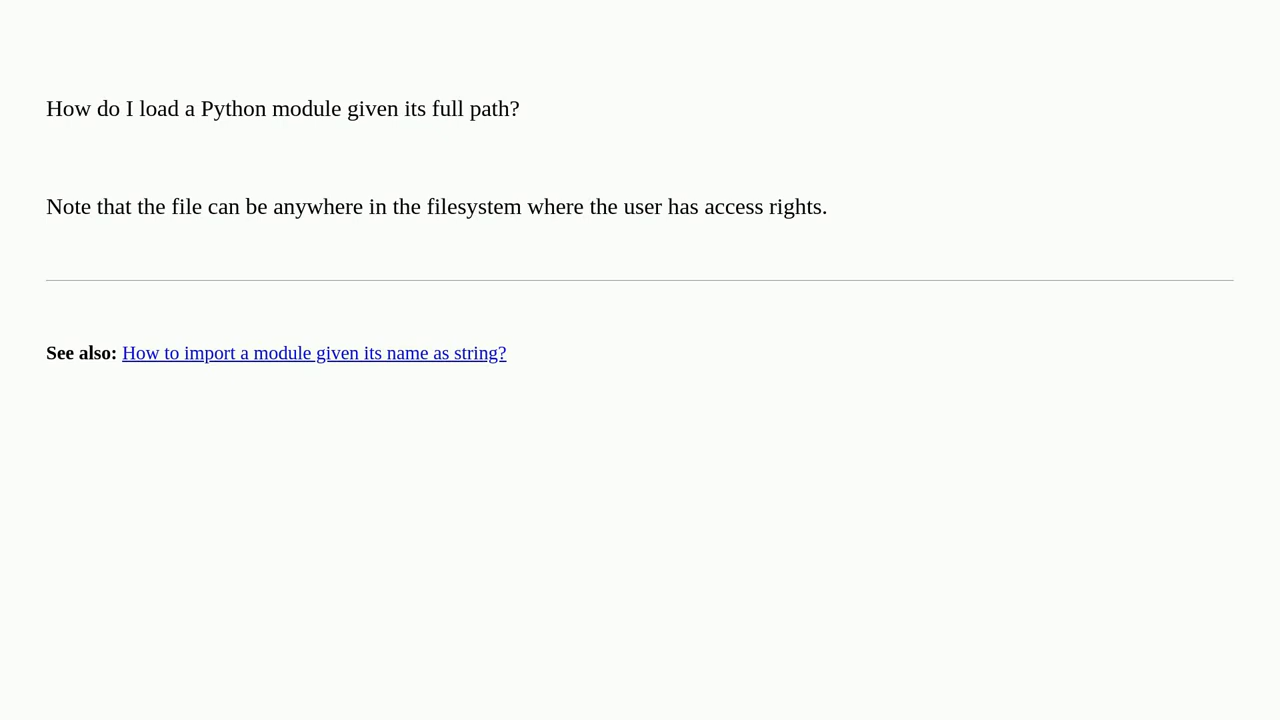 How do I load a Python module given its full path?
Note that the file can be anywhere in the filesystem where the user has access rights.
See also: How to import a module given its name as string?